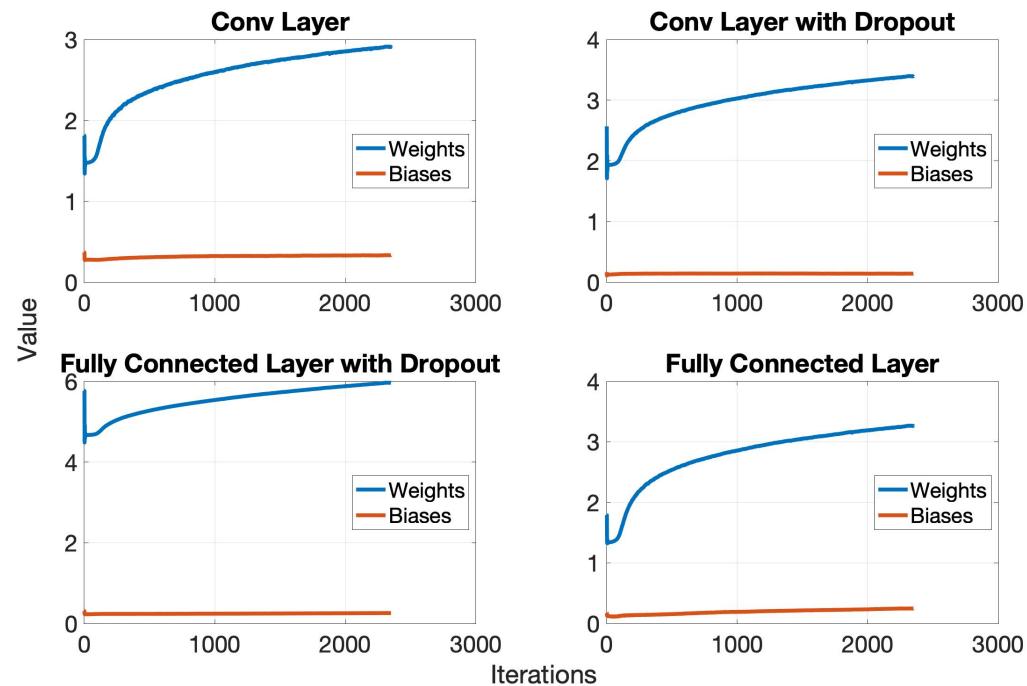 Conv Layer
3
2
1
0
0 1000 2000 3000
Weights
Biases
Conv Layer with Dropout
4
3
2
1
0
0 1000 2000 3000
Weights
Biases
Value
Fully Connected Layer with Dropout
6
4
2
0
0 1000 2000 3000
Weights
Biases
Fully Connected Layer
4
3
2
1
0
0 1000 2000 3000
Weights
Biases
Iterations